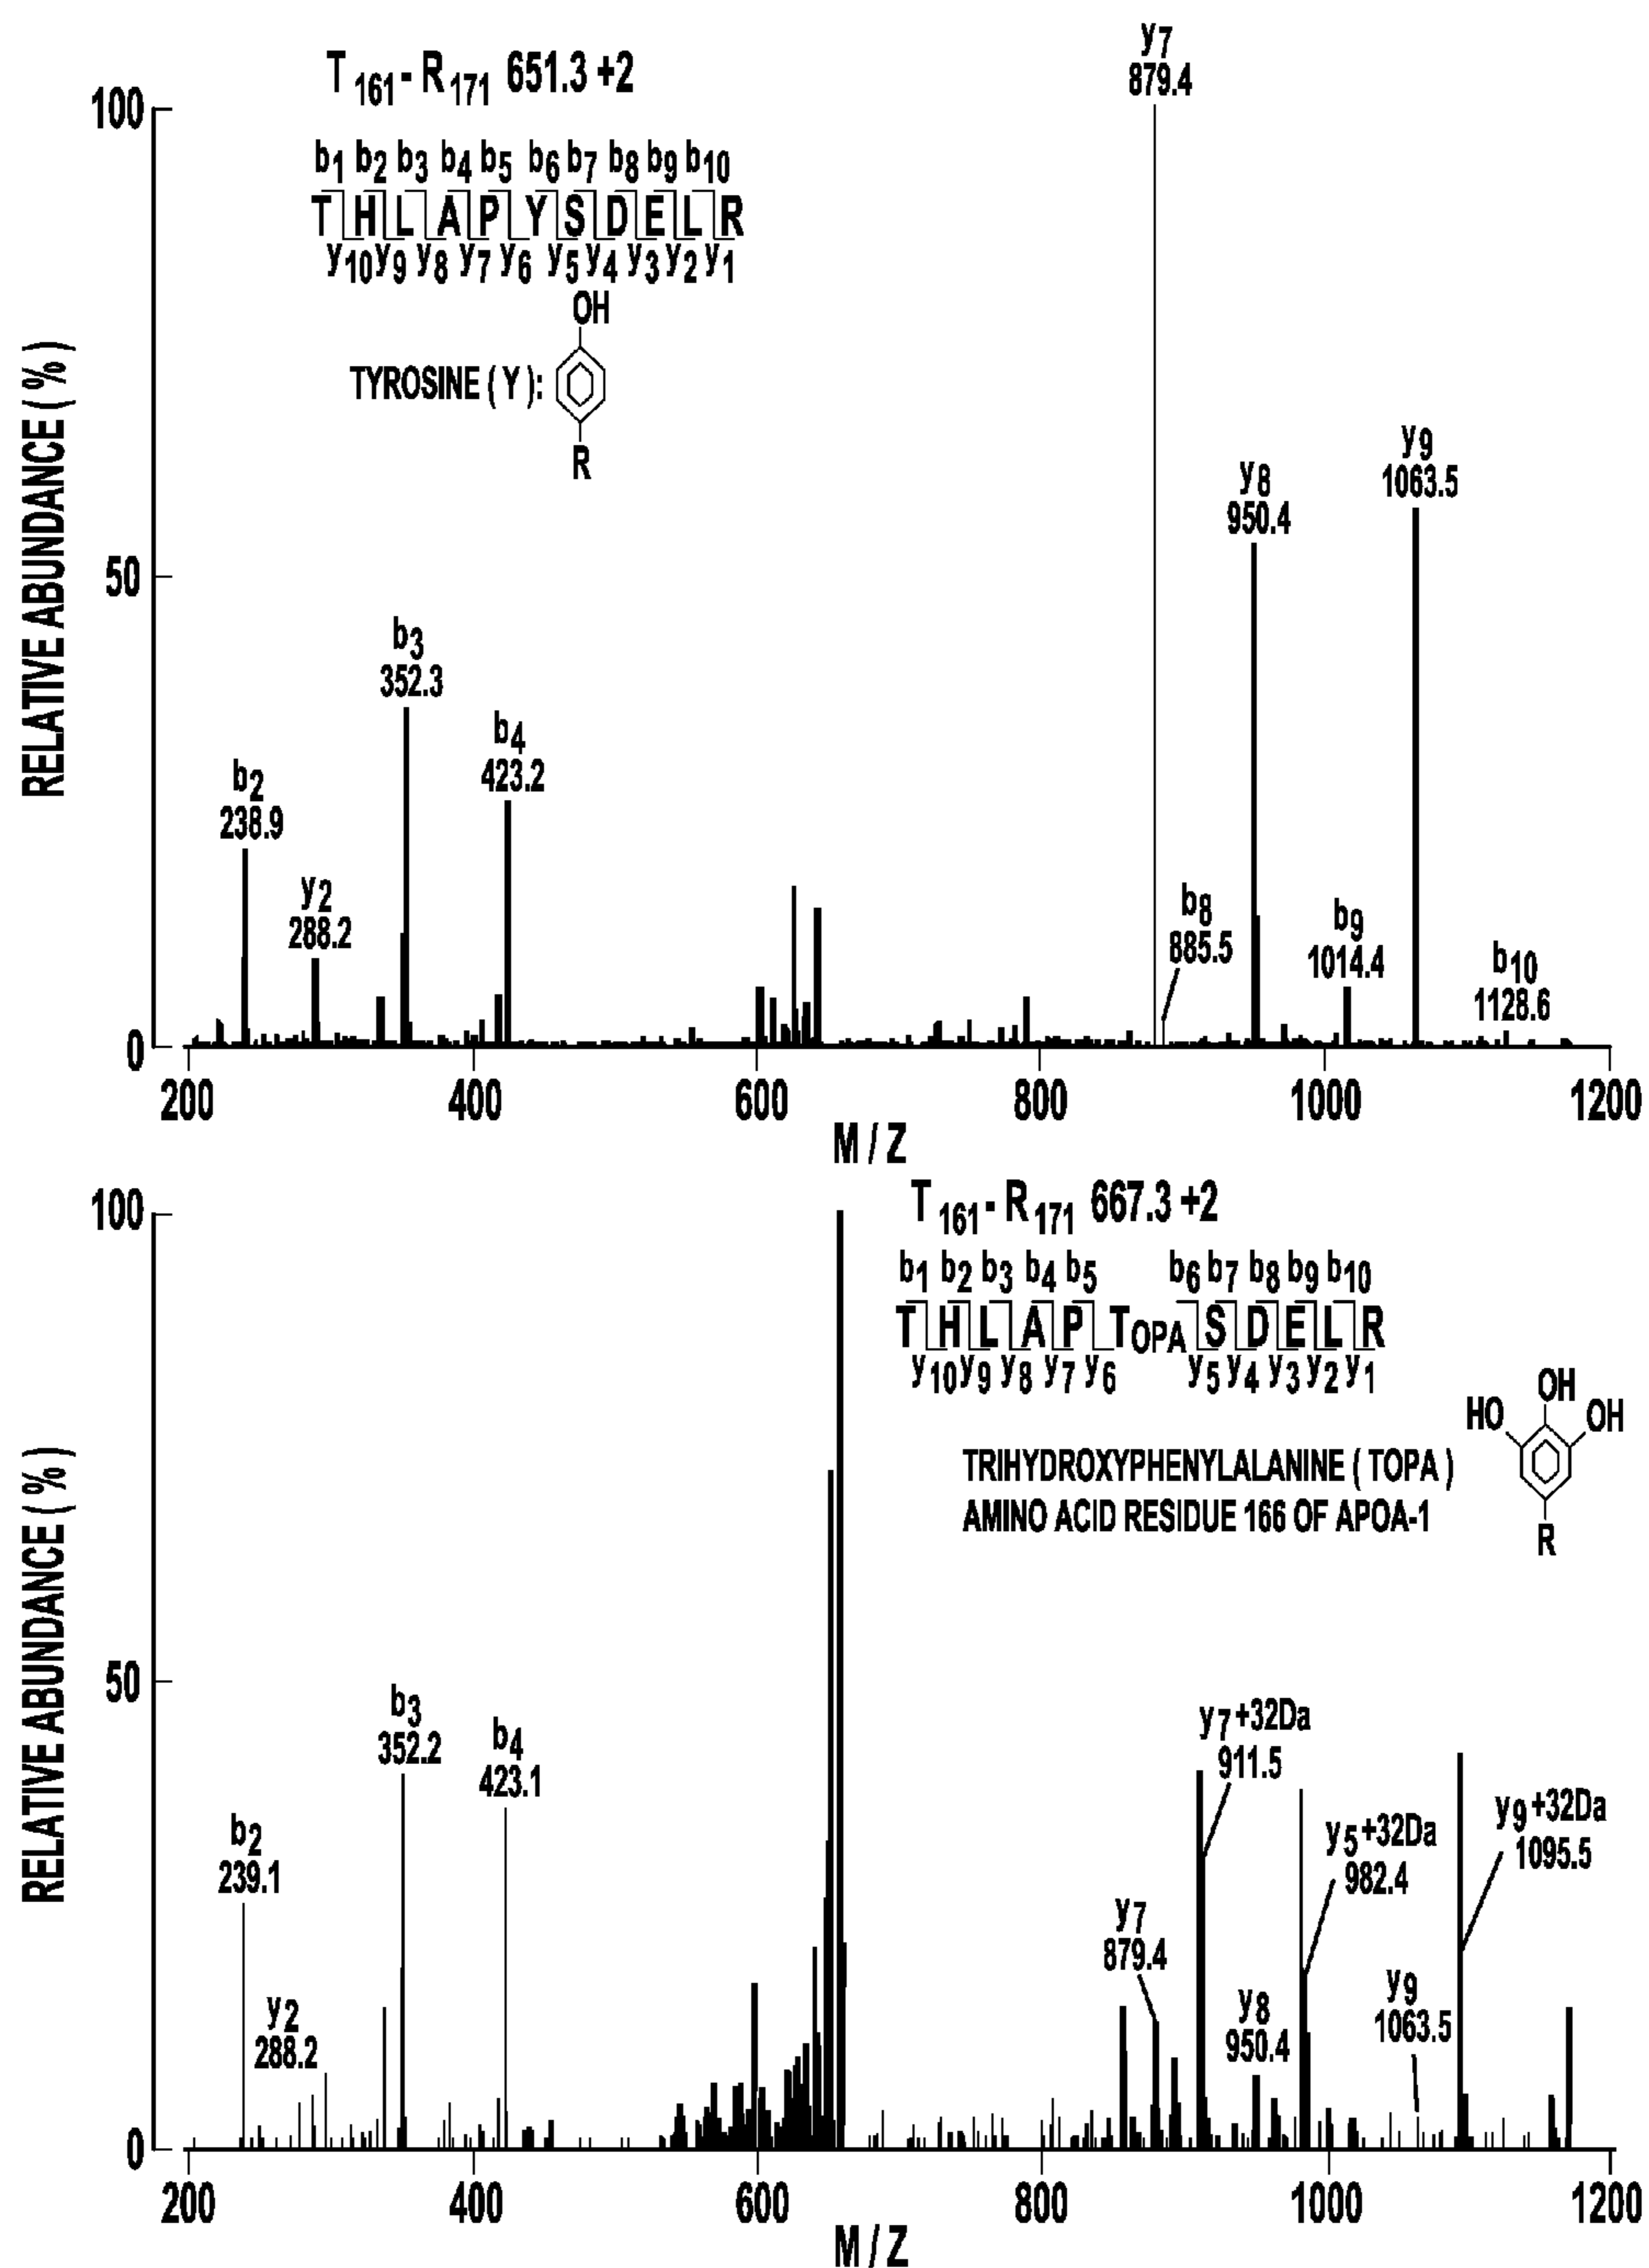 T161 - R171 651.3 +2
b1 b2 b3 b4 b5 b6 b7 b8 b9 b10
T H L A P Y S D E L R
y10 y9 y8 y7 y6 y5 y4 y3 y2 y1
OH
TYROSINE ( Y ):
R
RELATIVE ABUNDANCE ( % )
100
50
0
y7
879.4
y9
1063.5
y8
950.4
b3
352.3
b4
423.2
b2
238.9
y2
288.2
b8
885.5
b9
1014.4
b10
1128.6
200 400 600 800 1000 1200
M / Z
T161 - R171 667.3 +2
b1 b2 b3 b4 b5 b6 b7 b8 b9 b10
T H L A P TOPA S D E L R
y10 y9 y8 y7 y6 y5 y4 y3 y2 y1
OH
HO OH
TRIHYDROXYPHENYLALANINE ( TOPA )
AMINO ACID RESIDUE 166 OF APOA-1
R
RELATIVE ABUNDANCE ( % )
100
50
0
b3
352.2
b4
423.1
b2
239.1
y2
288.2
y7+32Da
911.5
y5+32Da
982.4
y9+32Da
1095.5
y7
879.4
y8
950.4
y9
1063.5
200 400 600 800 1000 1200
M / Z